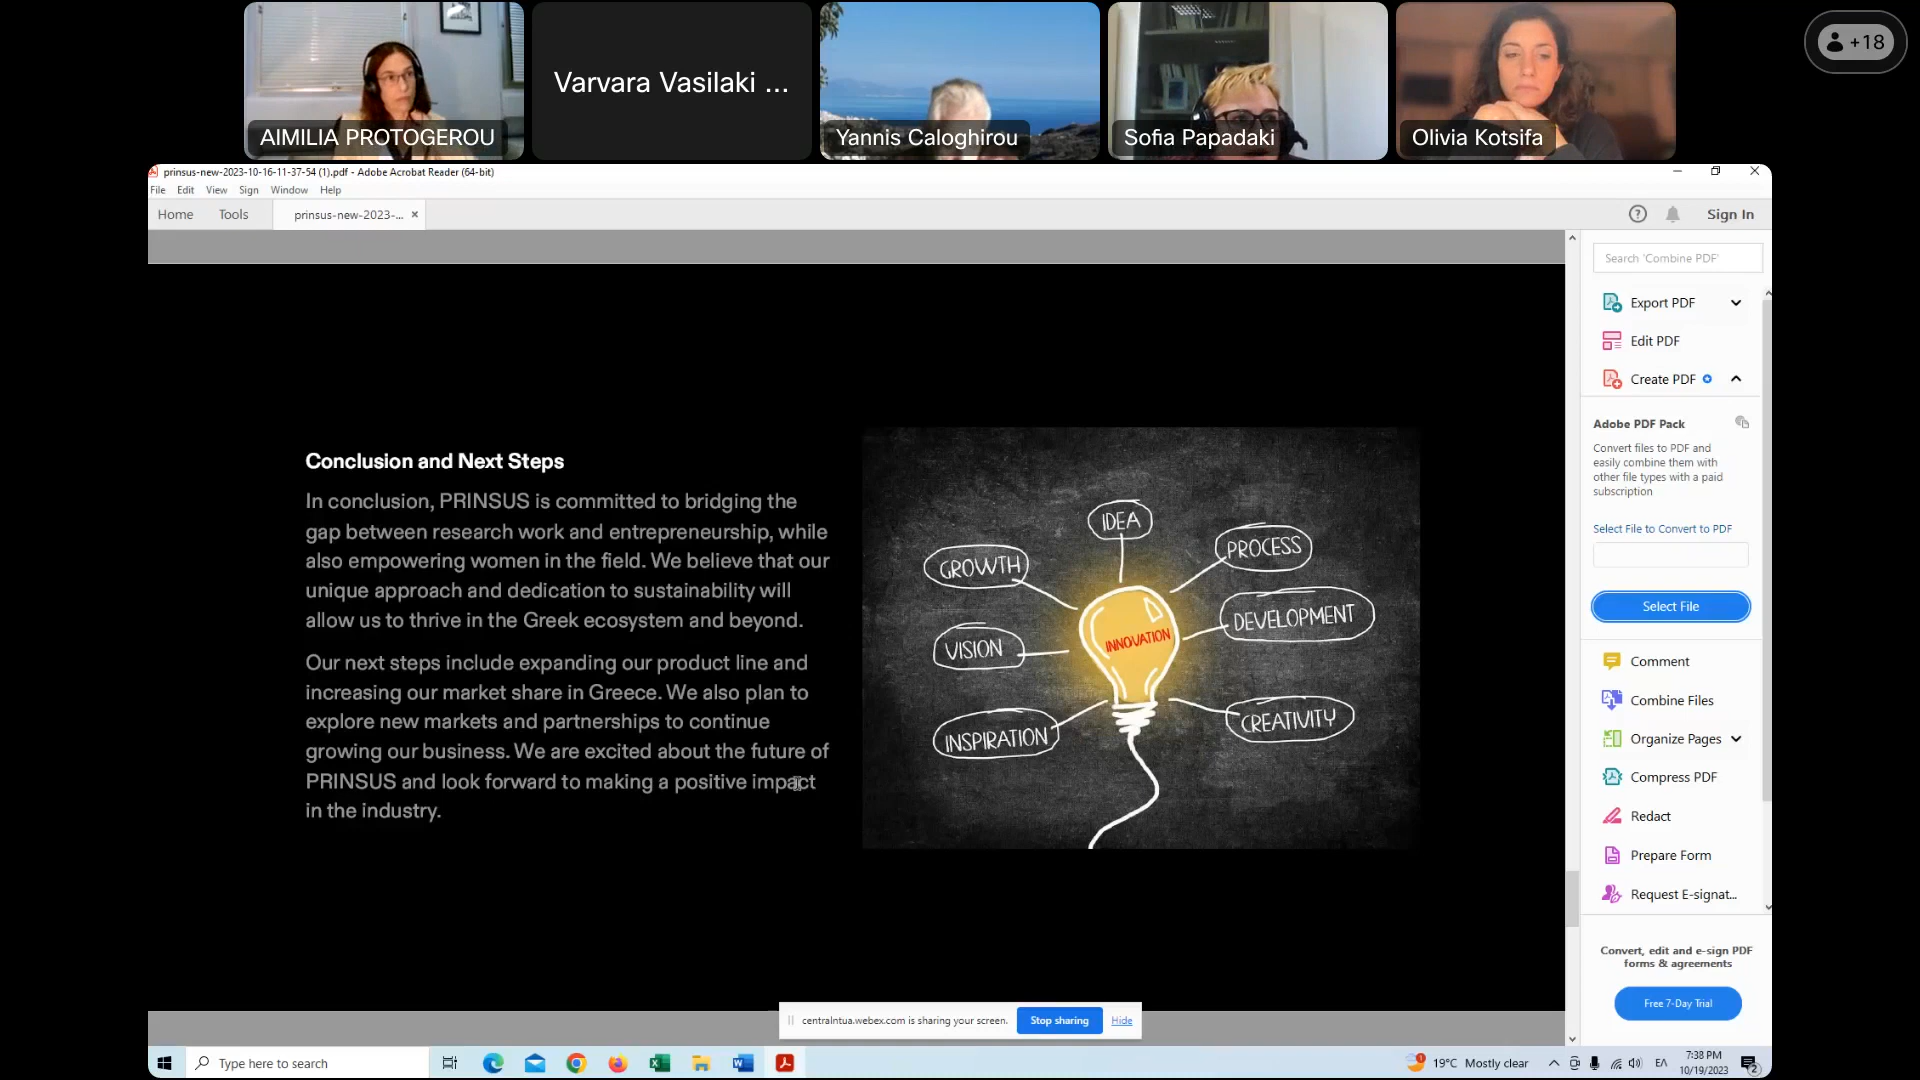 AIMILIA PROTOGEROU
Varvara Vasilaki ...
Yannis Caloghirou
Sofia Papadaki
Olivia Kotsifa
+18
prinsus-new-2023-10-16-11-37-54 (1).pdf - Adobe Acrobat Reader (64-bit)
File Edit View Sign Window Help
Home Tools prinsus-new-2023-... × Sign In
Search 'Combine PDF'
Export PDF
Edit PDF
Create PDF
Adobe PDF Pack
Convert files to PDF and
easily combine them with
other file types with a paid
subscription
Select File to Convert to PDF
Select File
Comment
Combine Files
Organize Pages
Compress PDF
Redact
Prepare Form
Request E-signat...
Convert, edit and e-sign PDF
forms & agreements
Free 7-Day Trial
Conclusion and Next Steps
In conclusion, PRINSUS is committed to bridging the
gap between research work and entrepreneurship, while
also empowering women in the field. We believe that our
unique approach and dedication to sustainability will
allow us to thrive in the Greek ecosystem and beyond.
Our next steps include expanding our product line and
increasing our market share in Greece. We also plan to
explore new markets and partnerships to continue
growing our business. We are excited about the future of
PRINSUS and look forward to making a positive impact
in the industry.
IDEA
GROWTH
PROCESS
VISION
INNOVATION
DEVELOPMENT
INSPIRATION
CREATIVITY
centralntua.webex.com is sharing your screen. Stop sharing Hide
Type here to search
19°C Mostly clear
ΕΛ
7:38 PM
10/19/2023
2